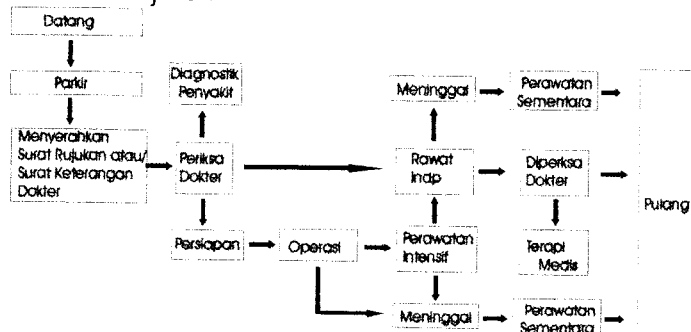 Datang
Parkir
Menyerahkan
Surat Rujukan atau/
Surat Keterangan
Dokter
Diagnostik
Penyakit
Periksa
Dokter
Persiapan
Operasi
Meninggal
Perawatan
Sementara
Rawat
Inap
Diperksa
Dokter
Perawatan
Intensif
Terapi
Medis
Meninggal
Perawatan
Sementara
Pulang